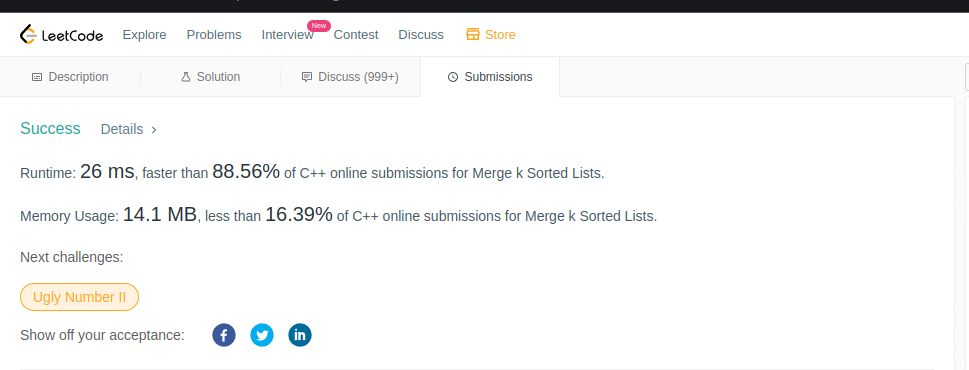 New
LeetCode Explore Problems Interview Contest Discuss Store
Description Solution Discuss (999+) Submissions
Success Details ›
Runtime: 26 ms, faster than 88.56% of C++ online submissions for Merge k Sorted Lists.
Memory Usage: 14.1 MB, less than 16.39% of C++ online submissions for Merge k Sorted Lists.
Next challenges:
Ugly Number II
Show off your acceptance: